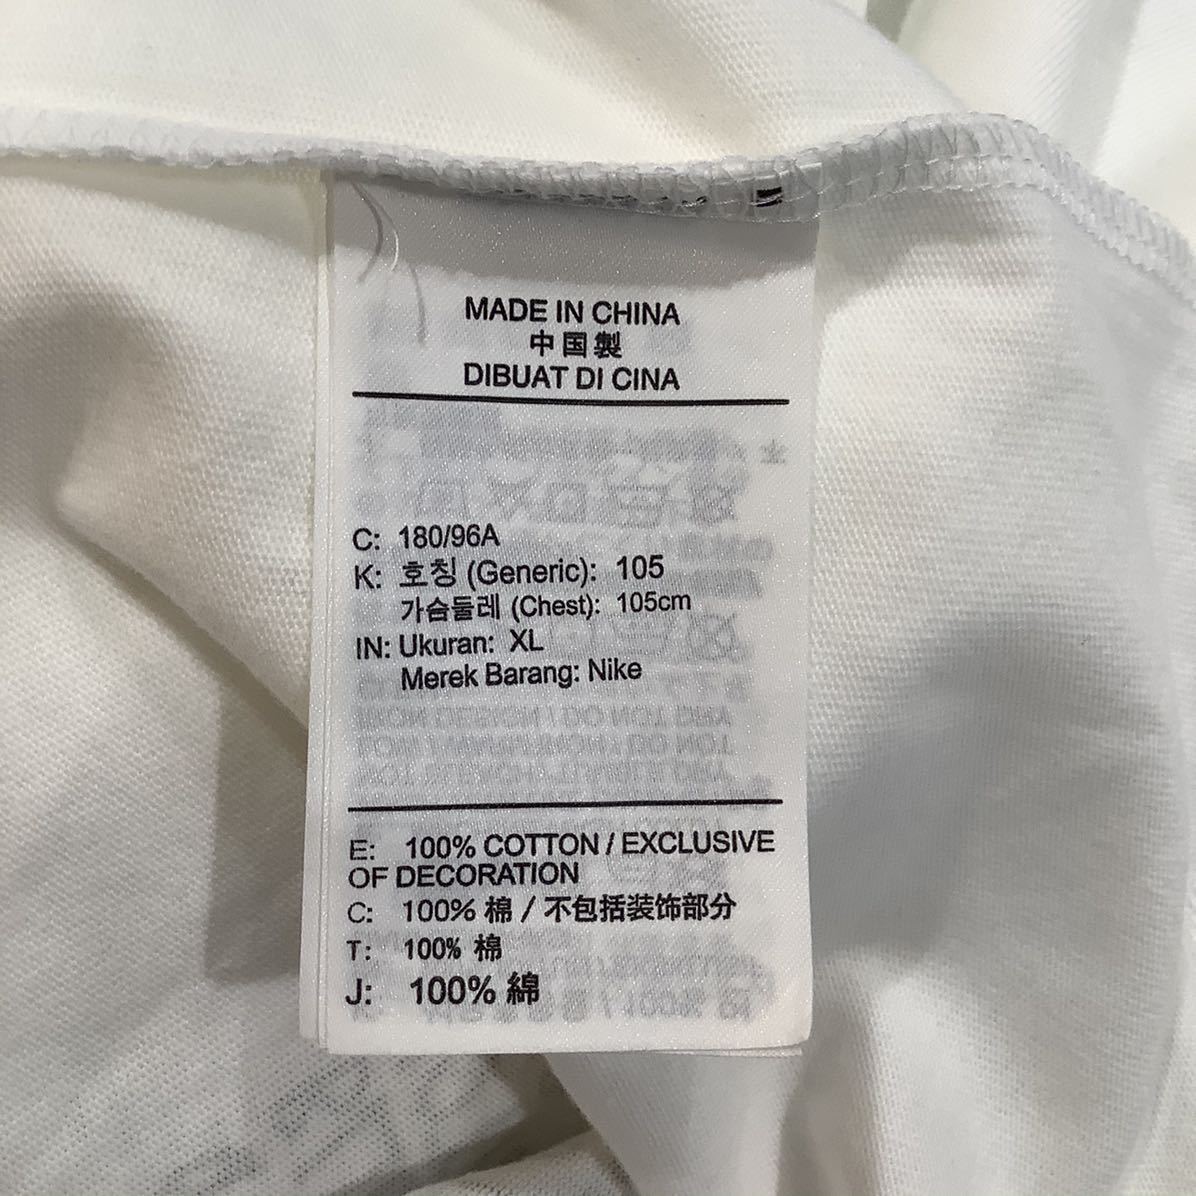 MADE IN CHINA
中国製
DIBUAT DI CINA
C: 180/96A
K: 호칭 (Generic): 105
가슴둘레 (Chest): 105cm
IN: Ukuran: XL
Merek Barang: Nike
E: 100% COTTON / EXCLUSIVE
OF DECORATION
C: 100% 棉 / 不包括装饰部分
T: 100% 棉
J: 100% 綿